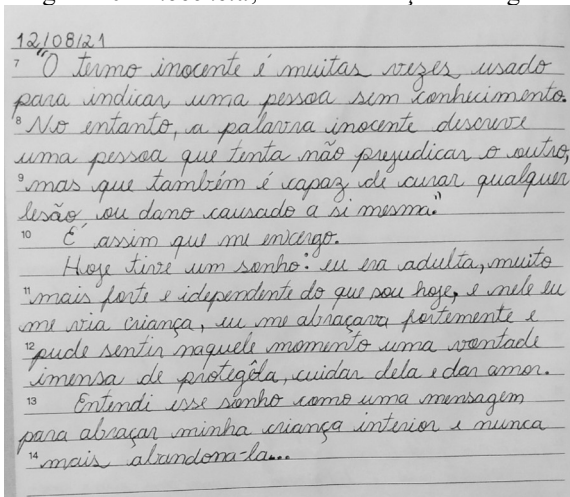 12/08/21
7 "O termo inocente é muitas vezes usado
para indicar uma pessoa sem conhecimento.
8 No entanto, a palavra inocente descreve
uma pessoa que tenta não prejudicar o outro,
9 mas que também é capaz de curar qualquer
lesão ou dano causado a si mesma."
10 É assim que me enxergo.
Hoje tive um sonho: eu era adulta, muito
11 mais forte e idependente do que sou hoje, e nele eu
me via criança, eu me abraçava fortemente e
12 pude sentir naquele momento uma vontade
imensa de protegôla, cuidar dela e dar amor.
13 Entendi esse sonho como uma mensagem
para abraçar minha criança interior e nunca
14 mais abandona-la...